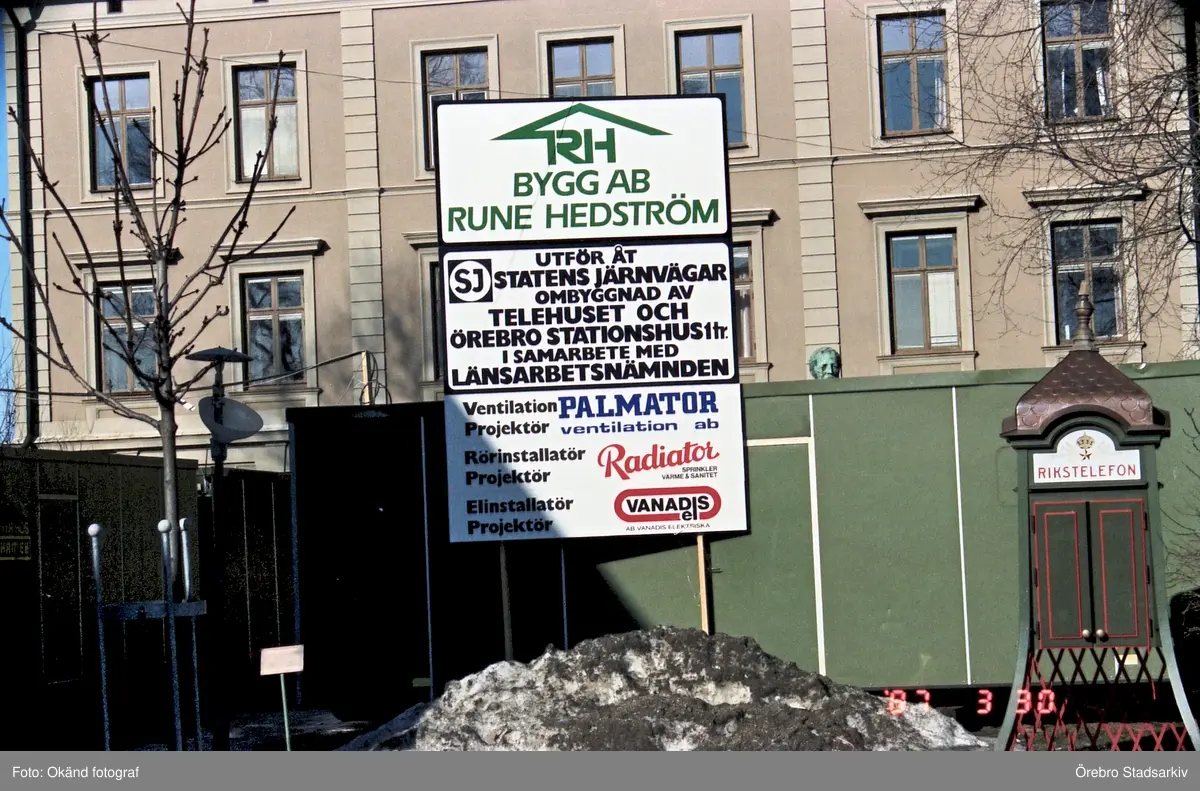 RH
BYGG AB
RUNE HEDSTRÖM
SJ
UTFÖR ÅT
STATENS JÄRNVÄGAR
OMBYGGNAD AV
TELEHUSET OCH
ÖREBRO STATIONSHUS 1 tr.
I SAMARBETE MED
LÄNSARBETSNÄMNDEN
Ventilation PALMATOR
Projektör ventilation ab
Rörinstallatör Radiator
Projektör SPRINKLER
VÄRME & SANITET
Elinstallatör VANADIS
Projektör el
AB VANADIS ELEKTRISKA
RIKSTELEFON
'87 3 30
Foto: Okänd fotograf
Örebro Stadsarkiv